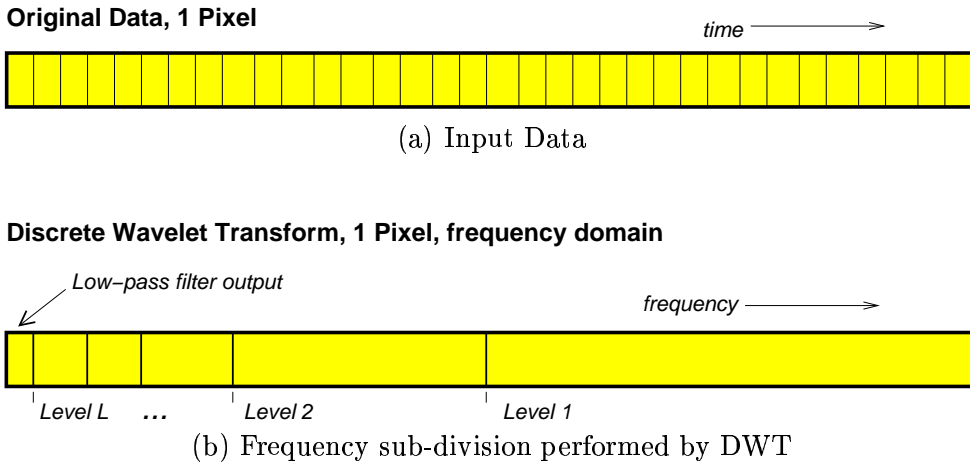 Original Data, 1 Pixel
time
(a) Input Data
Discrete Wavelet Transform, 1 Pixel, frequency domain
Low−pass filter output
frequency
Level L ... Level 2 Level 1
(b) Frequency sub-division performed by DWT